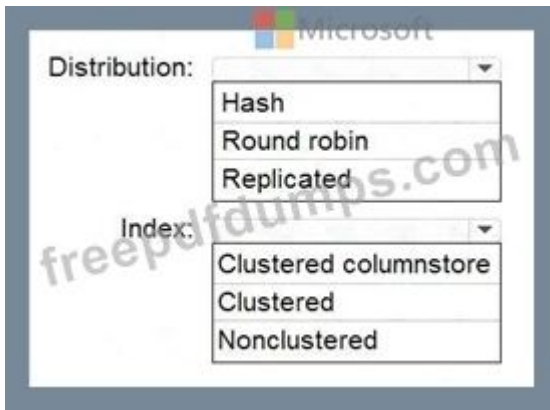 Microsoft
Distribution:
Hash
Round robin
Replicated
Index:
Clustered columnstore
Clustered
Nonclustered
freepdfdumps.com